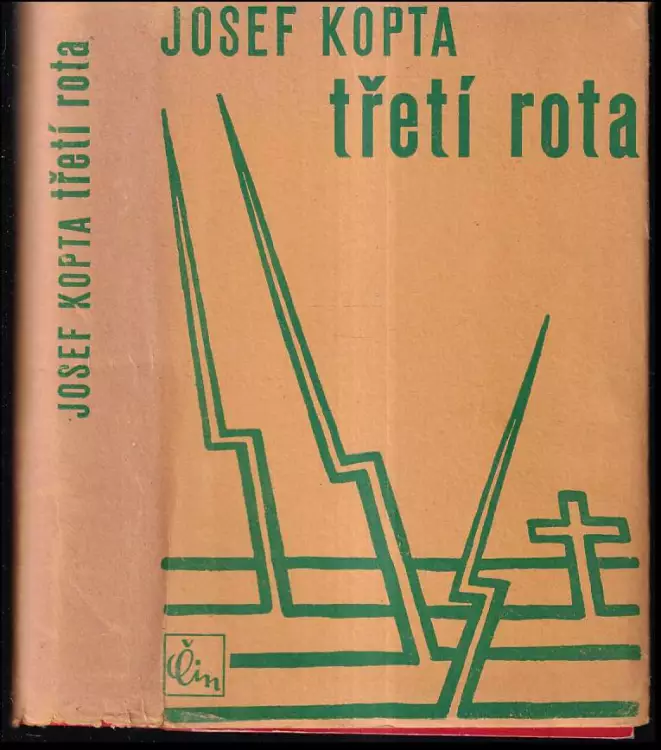 JOSEF KOPTA
třetí rota
JOSEF KOPTA třetí rota
Čin